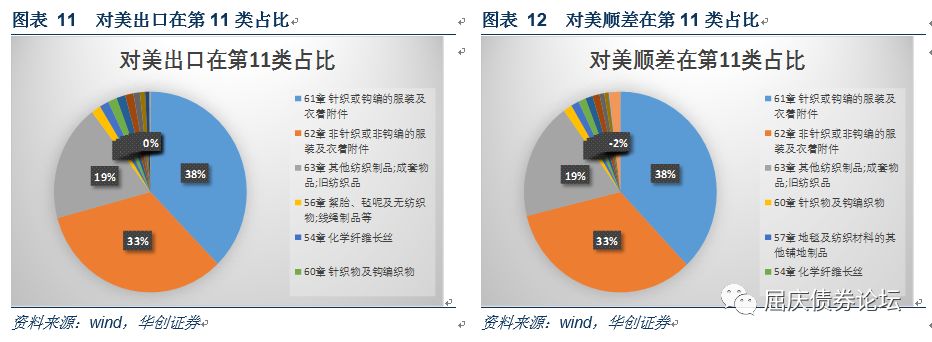 图表 11 对美出口在第 11 类占比
对美出口在第11类占比
0%
19%
38%
33%
61章 针织或钩编的服装及
衣着附件
62章 非针织或非钩编的服
装及衣着附件
63章 其他纺织制品;成套物
品;旧纺织品
56章 絮胎、毡呢及无纺织
物;线绳制品等
54章 化学纤维长丝
60章 针织物及钩编织物
资料来源：wind，华创证券
图表 12 对美顺差在第 11 类占比
对美顺差在第11类占比
-2%
19%
38%
33%
61章 针织或钩编的服装及
衣着附件
62章 非针织或非钩编的服
装及衣着附件
63章 其他纺织制品;成套物
品;旧纺织品
60章 针织物及钩编织物
57章 地毯及纺织材料的其
他铺地制品
54章 化学纤维长丝
资料来源：wind，华创证券
屈庆债券论坛